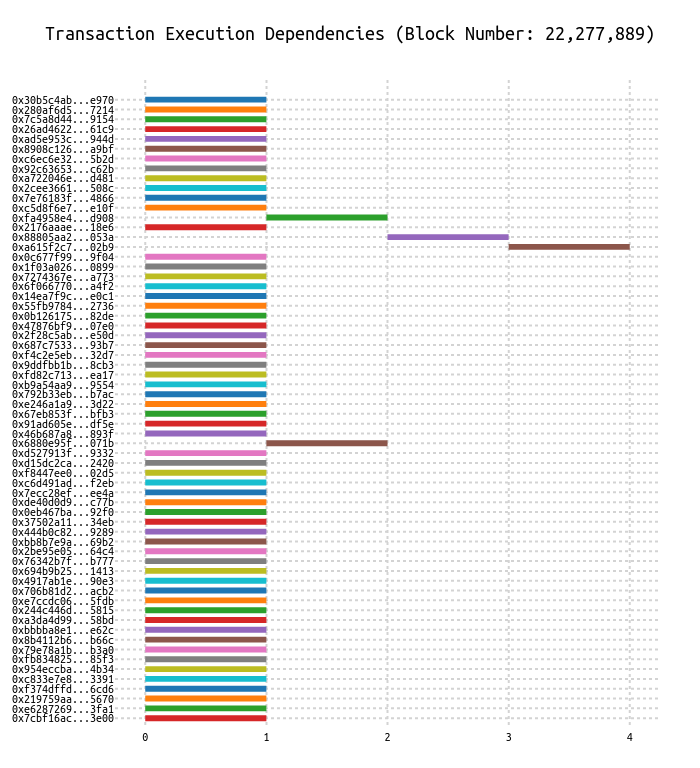 Transaction Execution Dependencies (Block Number: 22,277,889)
0x30b5c4ab...e970
0x280af6d5...7214
0x7c5a8d44...9154
0x26ad4622...61c9
0xad5e953c...944d
0x8908c126...a9bf
0xc6ec6e32...5b2d
0x92c63653...c62b
0xa722046e...d481
0x2cee3661...508c
0x7e76183f...4866
0xc5d8f6e7...e10f
0xfa4958e4...d908
0x2176aaae...18e6
0x88805aa2...053a
0xa615f2c7...02b9
0x0c677f99...9f04
0x1f03a026...0899
0x7274367e...a773
0x6f066770...a4f2
0x14ea7f9c...e0c1
0x55fb9784...2736
0x0b126175...82de
0x47876bf9...07e0
0x2f28c5ab...e50d
0x687c7533...93b7
0xf4c2e5eb...32d7
0x9ddfbb1b...8cb3
0xfd82c713...ea17
0xb9a54aa9...9554
0x792b33eb...b7ac
0xe246a1a9...3d22
0x67eb853f...bfb3
0x91ad605e...df5e
0x46b687a8...893f
0x6880e95f...071b
0xd527913f...9332
0xd15dc2ca...2420
0xf8447ee0...02d5
0xc6d491ad...f2eb
0x7ecc28ef...ee4a
0xde40d0d9...c77b
0x0eb467ba...92f0
0x37502a11...34eb
0x444b0c82...9289
0xbb8b7e9a...69b2
0x2be95e05...64c4
0x76342b7f...b777
0x694b9b25...1413
0x4917ab1e...90e3
0x706b81d2...acb2
0xe7ccdc06...5fdb
0x244c446d...5815
0xa3da4d99...58bd
0xbbbba8e1...e62c
0x8b4112b6...b66c
0x79e78a1b...b3a0
0xfb834825...85f3
0x954eccba...4b34
0xc833e7e8...3391
0xf374dffd...6cd6
0x219759aa...5670
0xe6287269...3fa1
0x7cbf16ac...3e00
0 1 2 3 4